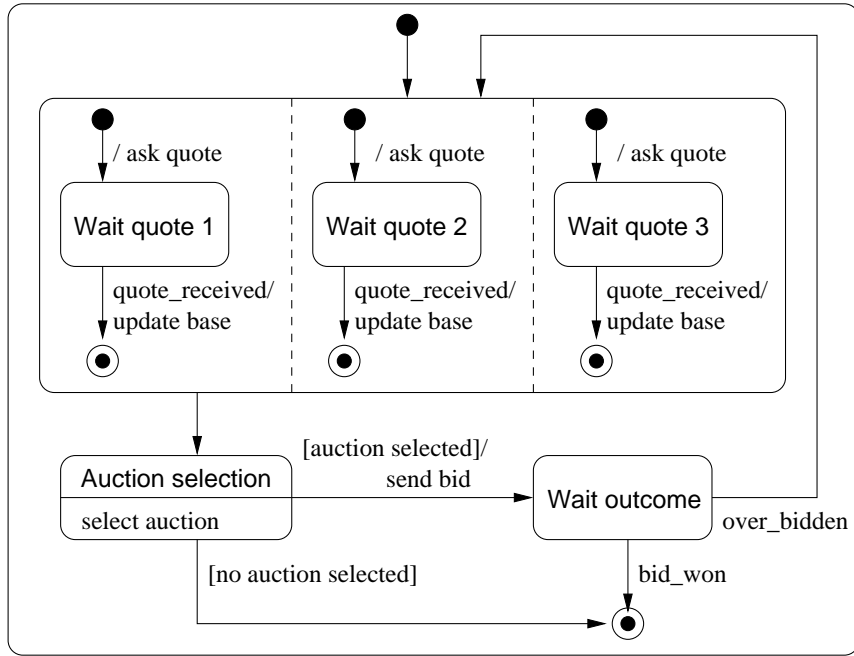 / ask quote
/ ask quote
/ ask quote
Wait quote 1
Wait quote 2
Wait quote 3
quote_received/
update base
quote_received/
update base
quote_received/
update base
Auction selection
select auction
[auction selected]/
send bid
Wait outcome
over_bidden
[no auction selected]
bid_won